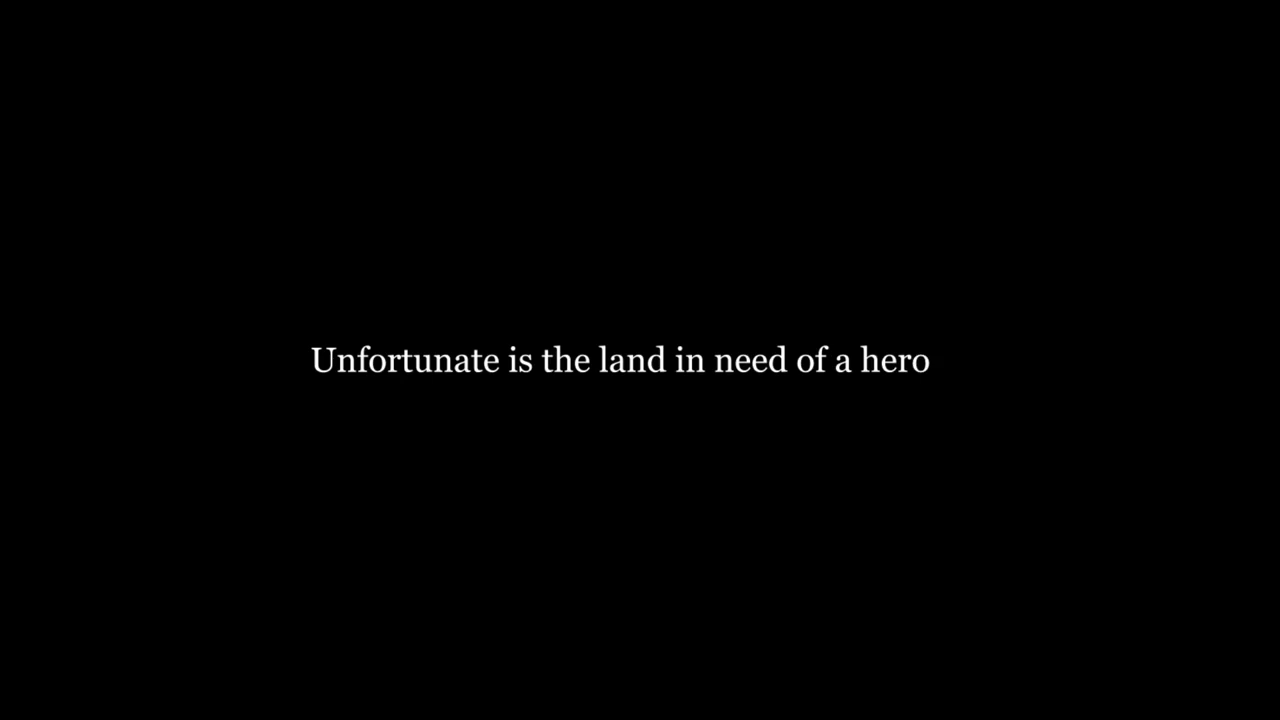 Unfortunate is the land in need of a hero